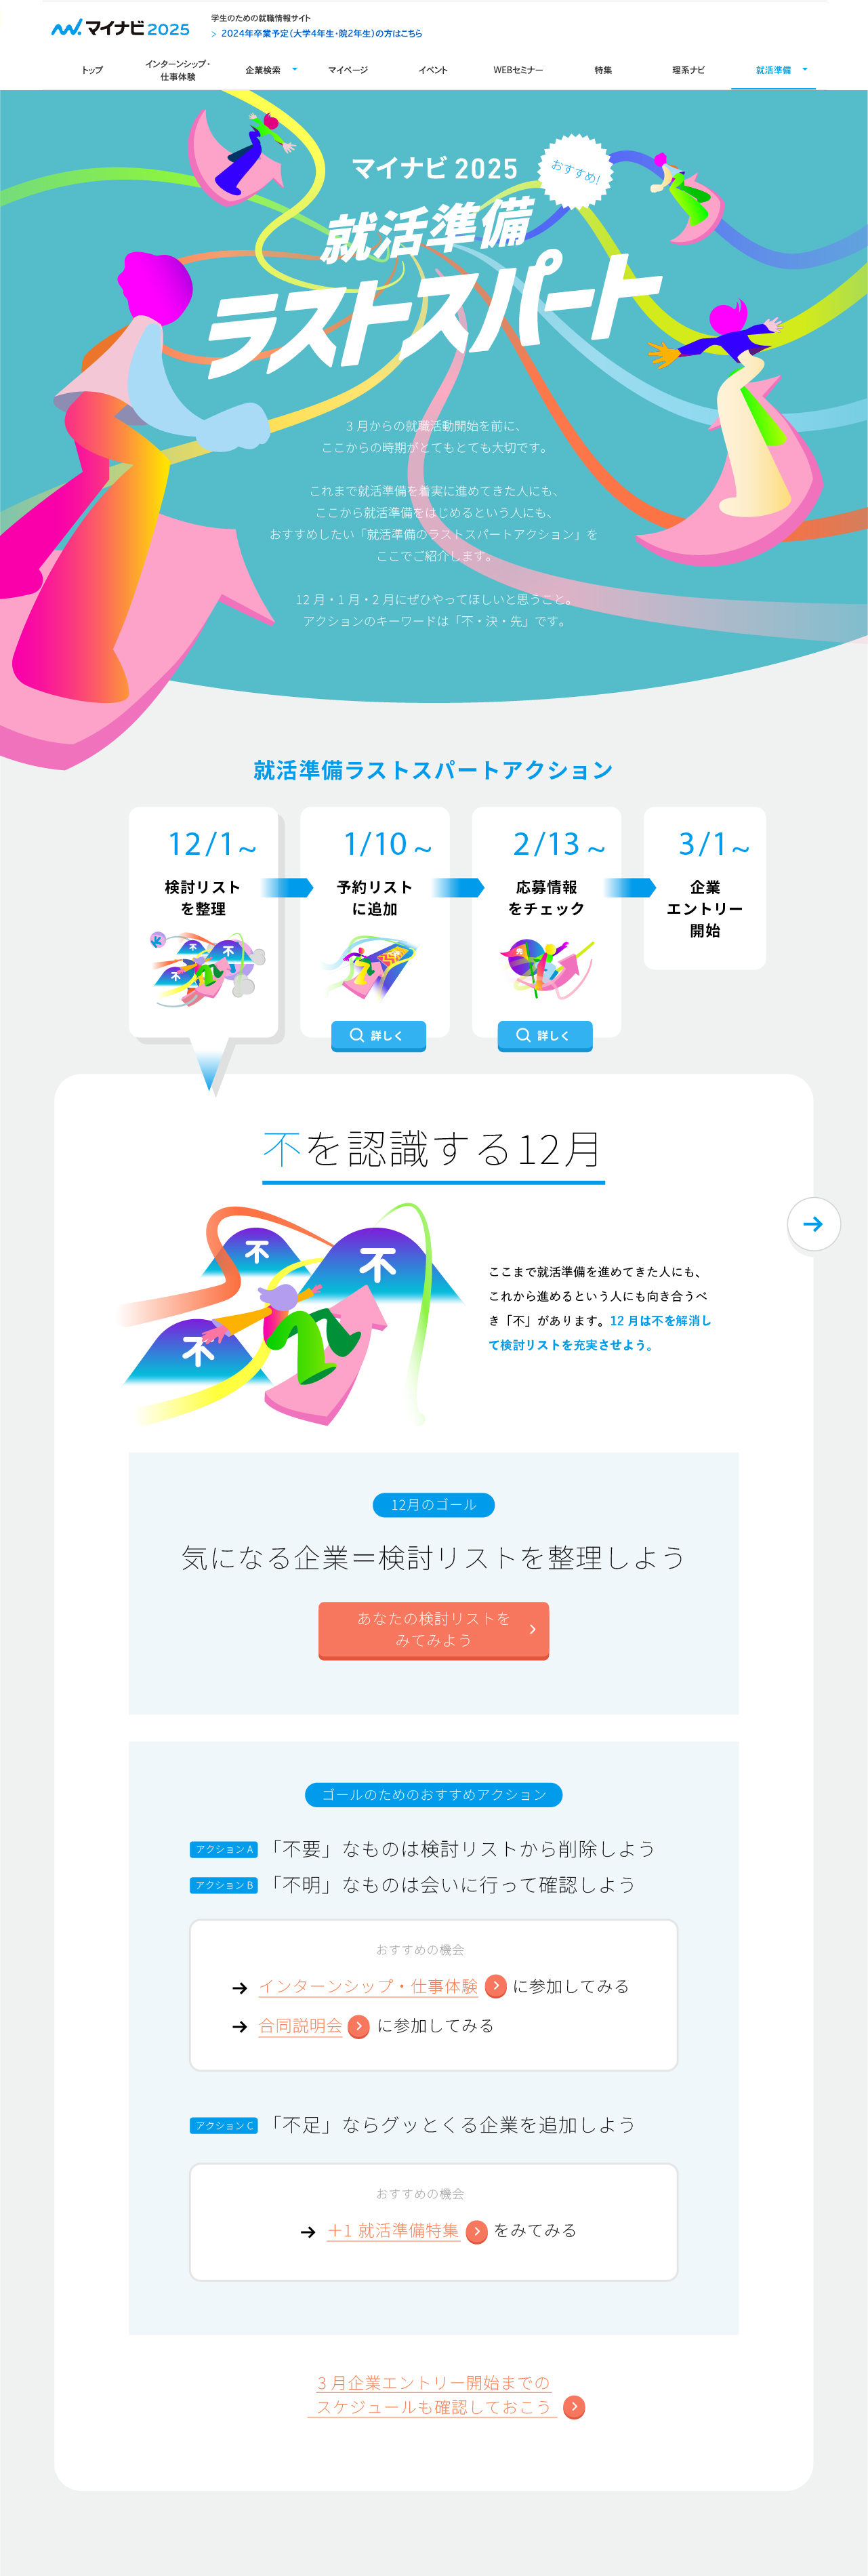 マイナビ2025
学生のための就職情報サイト
> 2024年卒業予定（大学4年生・院2年生）の方はこちら
トップ
インターンシップ・
仕事体験
企業検索
マイページ
イベント
WEBセミナー
特集
理系ナビ
就活準備
マイナビ 2025
おすすめ!
就活準備
ラストスパート
3 月からの就職活動開始を前に、
ここからの時期がとてもとても大切です。
これまで就活準備を着実に進めてきた人にも、
ここから就活準備をはじめるという人にも、
おすすめしたい「就活準備のラストスパートアクション」を
ここでご紹介します。
12 月・1 月・2 月にぜひやってほしいと思うこと。
アクションのキーワードは「不・決・先」です。
就活準備ラストスパートアクション
12/1～
検討リスト
を整理
不
不
不
1/10～
予約リスト
に追加
詳しく
2/13～
応募情報
をチェック
詳しく
3/1～
企業
エントリー
開始
不を認識する12月
不
不
不
ここまで就活準備を進めてきた人にも、
これから進めるという人にも向き合うべ
き「不」があります。12 月は不を解消し
て検討リストを充実させよう。
12月のゴール
気になる企業＝検討リストを整理しよう
あなたの検討リストを
みてみよう
ゴールのためのおすすめアクション
アクション A 「不要」なものは検討リストから削除しよう
アクション B 「不明」なものは会いに行って確認しよう
おすすめの機会
→ インターンシップ・仕事体験 に参加してみる
→ 合同説明会 に参加してみる
アクション C 「不足」ならグッとくる企業を追加しよう
おすすめの機会
→ ＋1 就活準備特集 をみてみる
3 月企業エントリー開始までの
スケジュールも確認しておこう